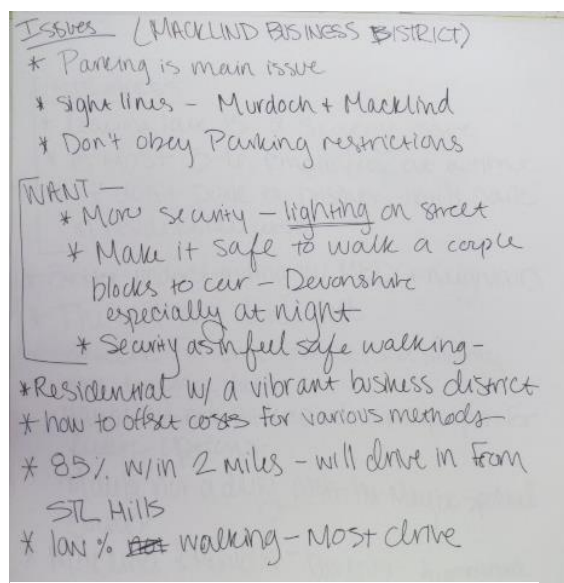 Issues (MACKLIND BUSINESS DISTRICT)
* Parking is main issue
* sight lines - Murdoch + Macklind
* Don't obey Parking restrictions
WANT -
* More security - lighting on street
* Make it safe to walk a couple
blocks to car - Devonshire
especially at night
* Security as in feel safe walking -
* Residential w/ a vibrant business district
* how to offset costs for various methods
* 85% w/in 2 miles - will drive in from
STL Hills
* low % not walking - Most drive